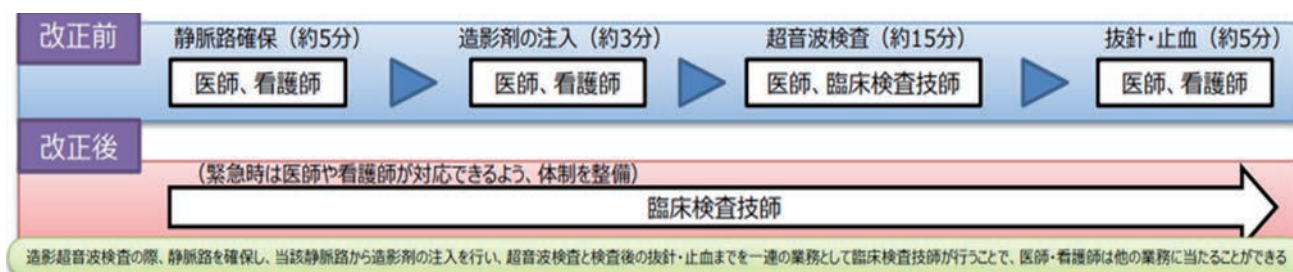 改正前
静脈路確保（約5分） 造影剤の注入（約3分） 超音波検査（約15分） 抜針・止血（約5分）
医師、看護師 医師、看護師 医師、臨床検査技師 医師、看護師
改正後
（緊急時は医師や看護師が対応できるよう、体制を整備）
臨床検査技師
造影超音波検査の際、静脈路を確保し、当該静脈路から造影剤の注入を行い、超音波検査と検査後の抜針・止血までを一連の業務として臨床検査技師が行うことで、医師・看護師は他の業務に当たることができる